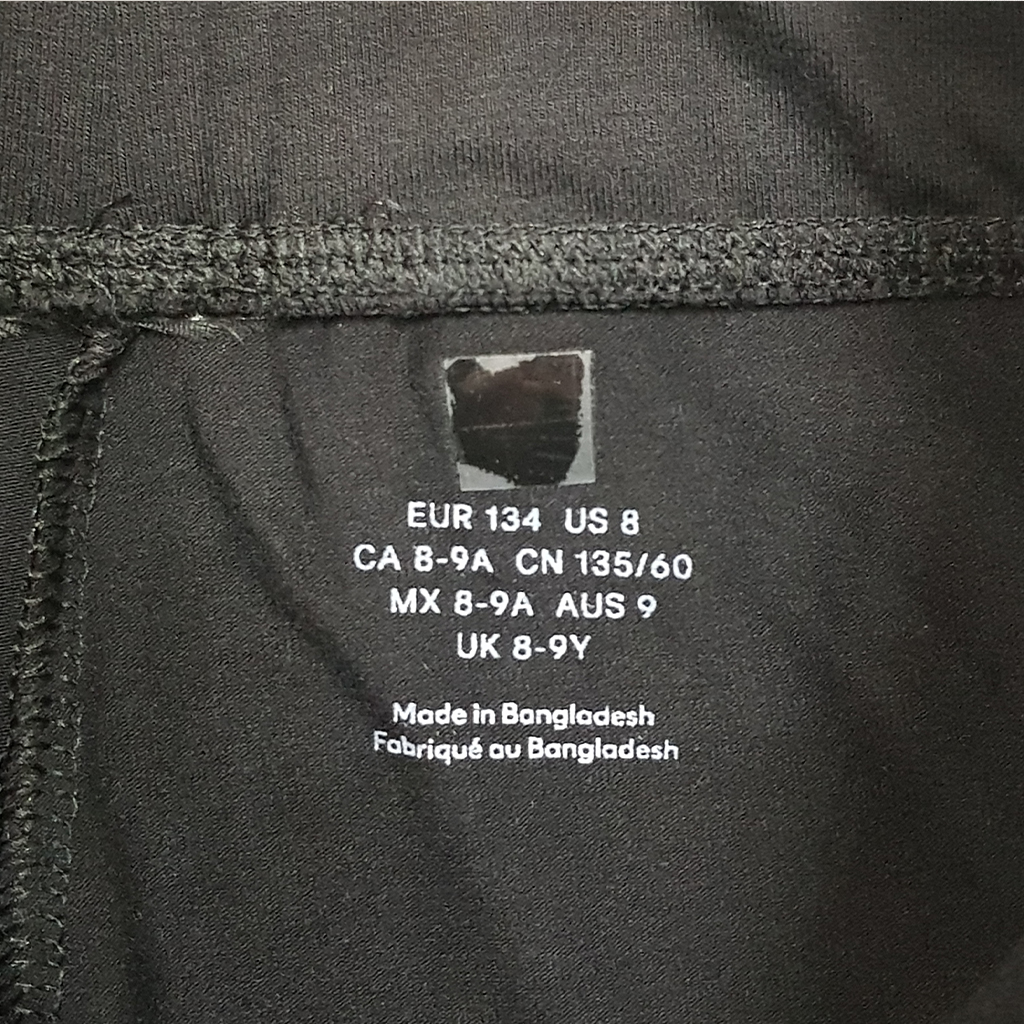 EUR 134 US 8
CA 8-9A CN 135/60
MX 8-9A AUS 9
UK 8-9Y
Made in Bangladesh
Fabriqué au Bangladesh